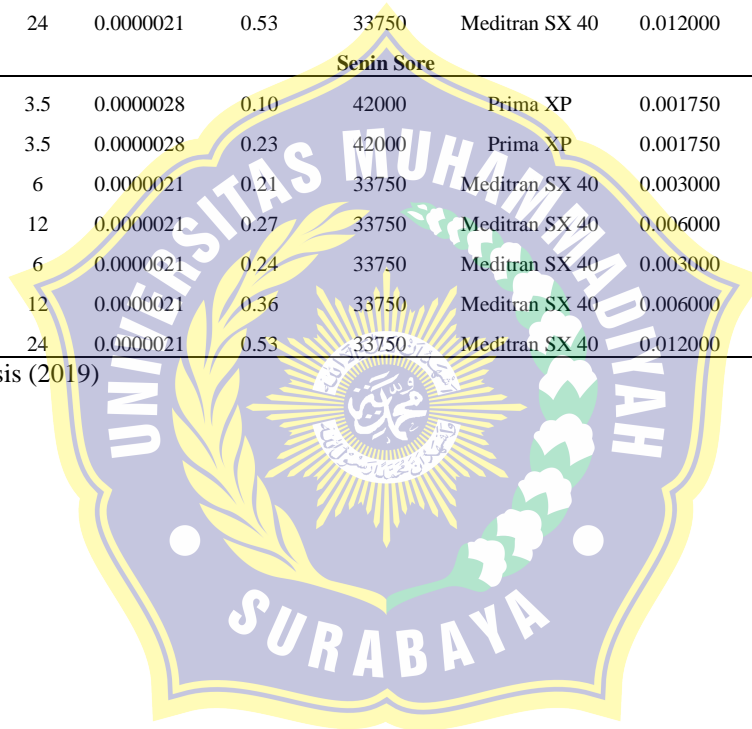 24 0.0000021 0.53 33750 Meditran SX 40 0.012000
Senin Sore
3.5 0.0000028 0.10 42000 Prima XP 0.001750
3.5 0.0000028 0.23 42000 Prima XP 0.001750
6 0.0000021 0.21 33750 Meditran SX 40 0.003000
12 0.0000021 0.27 33750 Meditran SX 40 0.006000
6 0.0000021 0.24 33750 Meditran SX 40 0.003000
12 0.0000021 0.36 33750 Meditran SX 40 0.006000
24 0.0000021 0.53 33750 Meditran SX 40 0.012000
sis (2019)
UNIVERSITAS MUHAMMADIYAH
SURABAYA